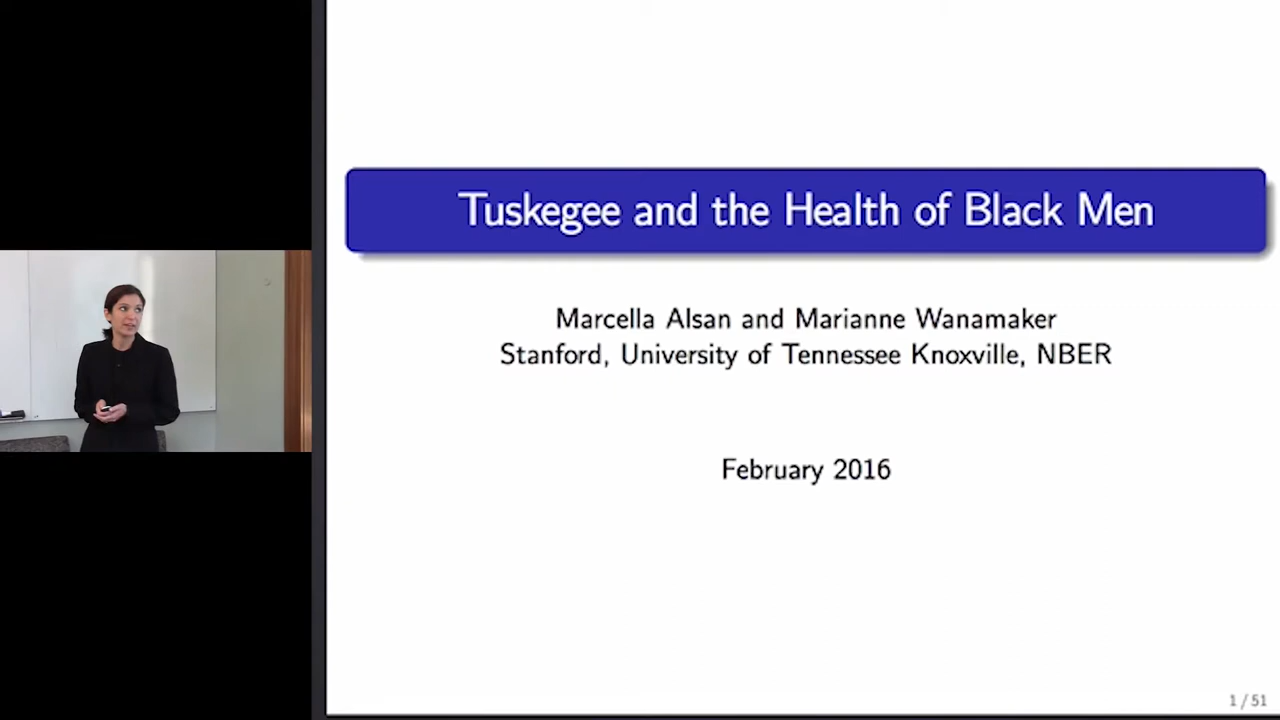 Tuskegee and the Health of Black Men
Marcella Alsan and Marianne Wanamaker
Stanford, University of Tennessee Knoxville, NBER
February 2016
1 / 51